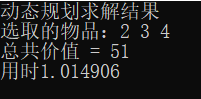 动态规划求解结果
选取的物品：2 3 4
总共价值 = 51
用时1.014906